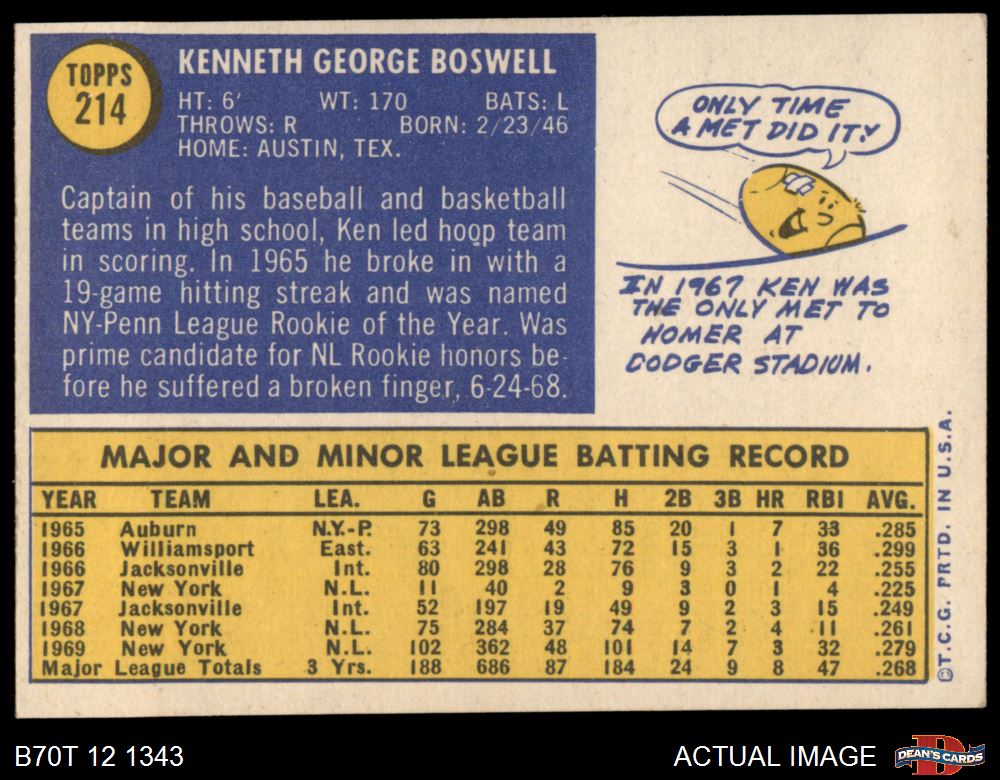 TOPPS
214
KENNETH GEORGE BOSWELL
HT: 6' WT: 170 BATS: L
THROWS: R BORN: 2/23/46
HOME: AUSTIN, TEX.
Captain of his baseball and basketball
teams in high school, Ken led hoop team
in scoring. In 1965 he broke in with a
19-game hitting streak and was named
NY-Penn League Rookie of the Year. Was
prime candidate for NL Rookie honors be-
fore he suffered a broken finger, 6-24-68.
ONLY TIME
A MET DID IT!
IN 1967 KEN WAS
THE ONLY MET TO
HOMER AT
DODGER STADIUM.
MAJOR AND MINOR LEAGUE BATTING RECORD
YEAR TEAM LEA. G AB R H 2B 3B HR RBI AVG.
1965 Auburn N.Y.-P. 73 298 49 85 20 1 7 33 .285
1966 Williamsport East. 63 241 43 72 15 3 1 36 .299
1966 Jacksonville Int. 80 298 28 76 9 3 2 22 .255
1967 New York N.L. 11 40 2 9 3 0 1 4 .225
1967 Jacksonville Int. 52 197 19 49 9 2 3 15 .249
1968 New York N.L. 75 284 37 74 7 2 4 11 .261
1969 New York N.L. 102 362 48 101 14 7 3 32 .279
Major League Totals 3 Yrs. 188 686 87 184 24 9 8 47 .268
©T.C.G. PRTD. IN U.S.A.
B70T 12 1343
ACTUAL IMAGE
DEAN'S CARDS